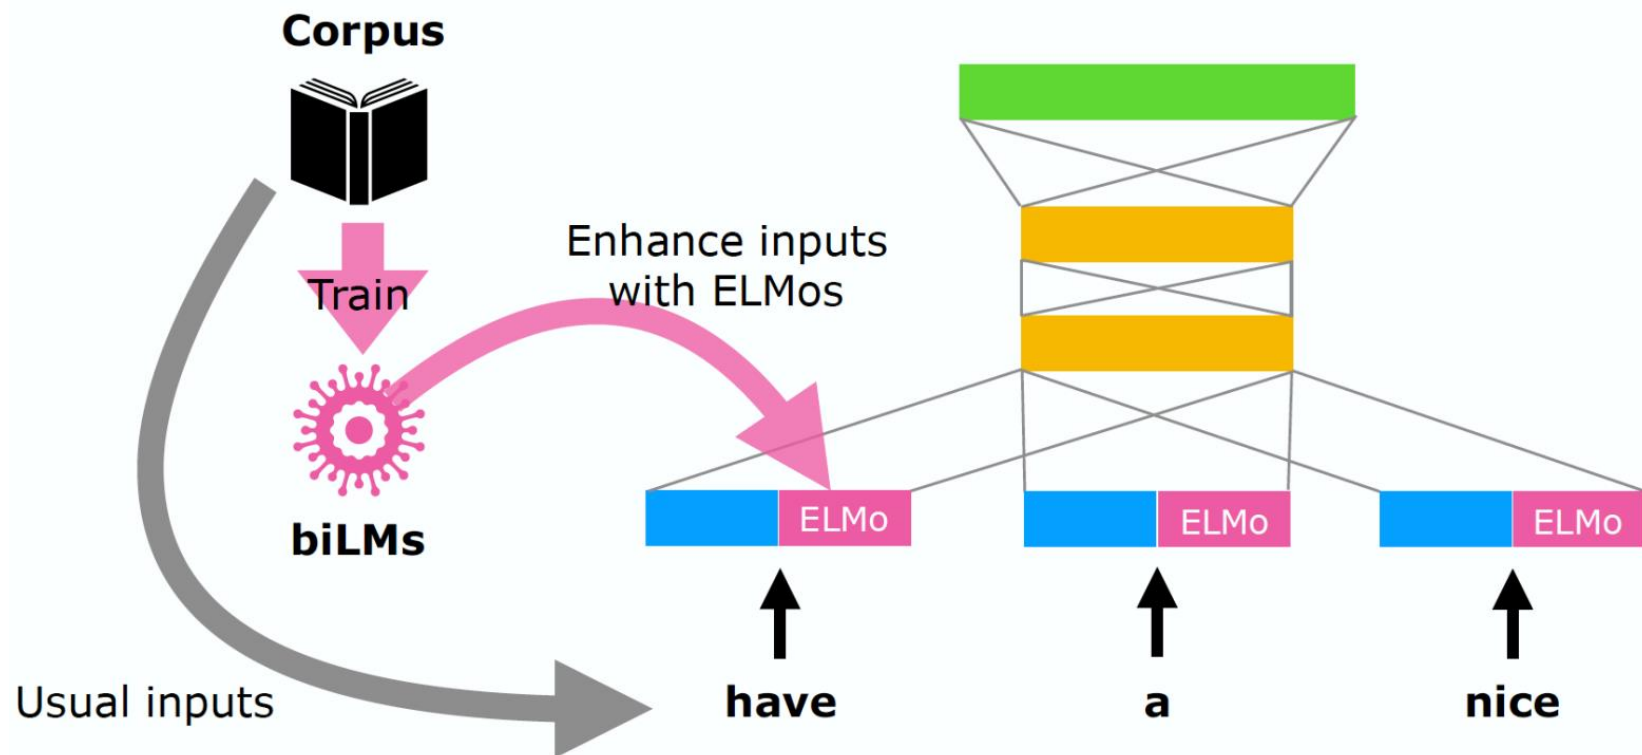 Corpus
Train
Enhance inputs
with ELMos
biLMs
ELMo
ELMo
ELMo
Usual inputs
have
a
nice